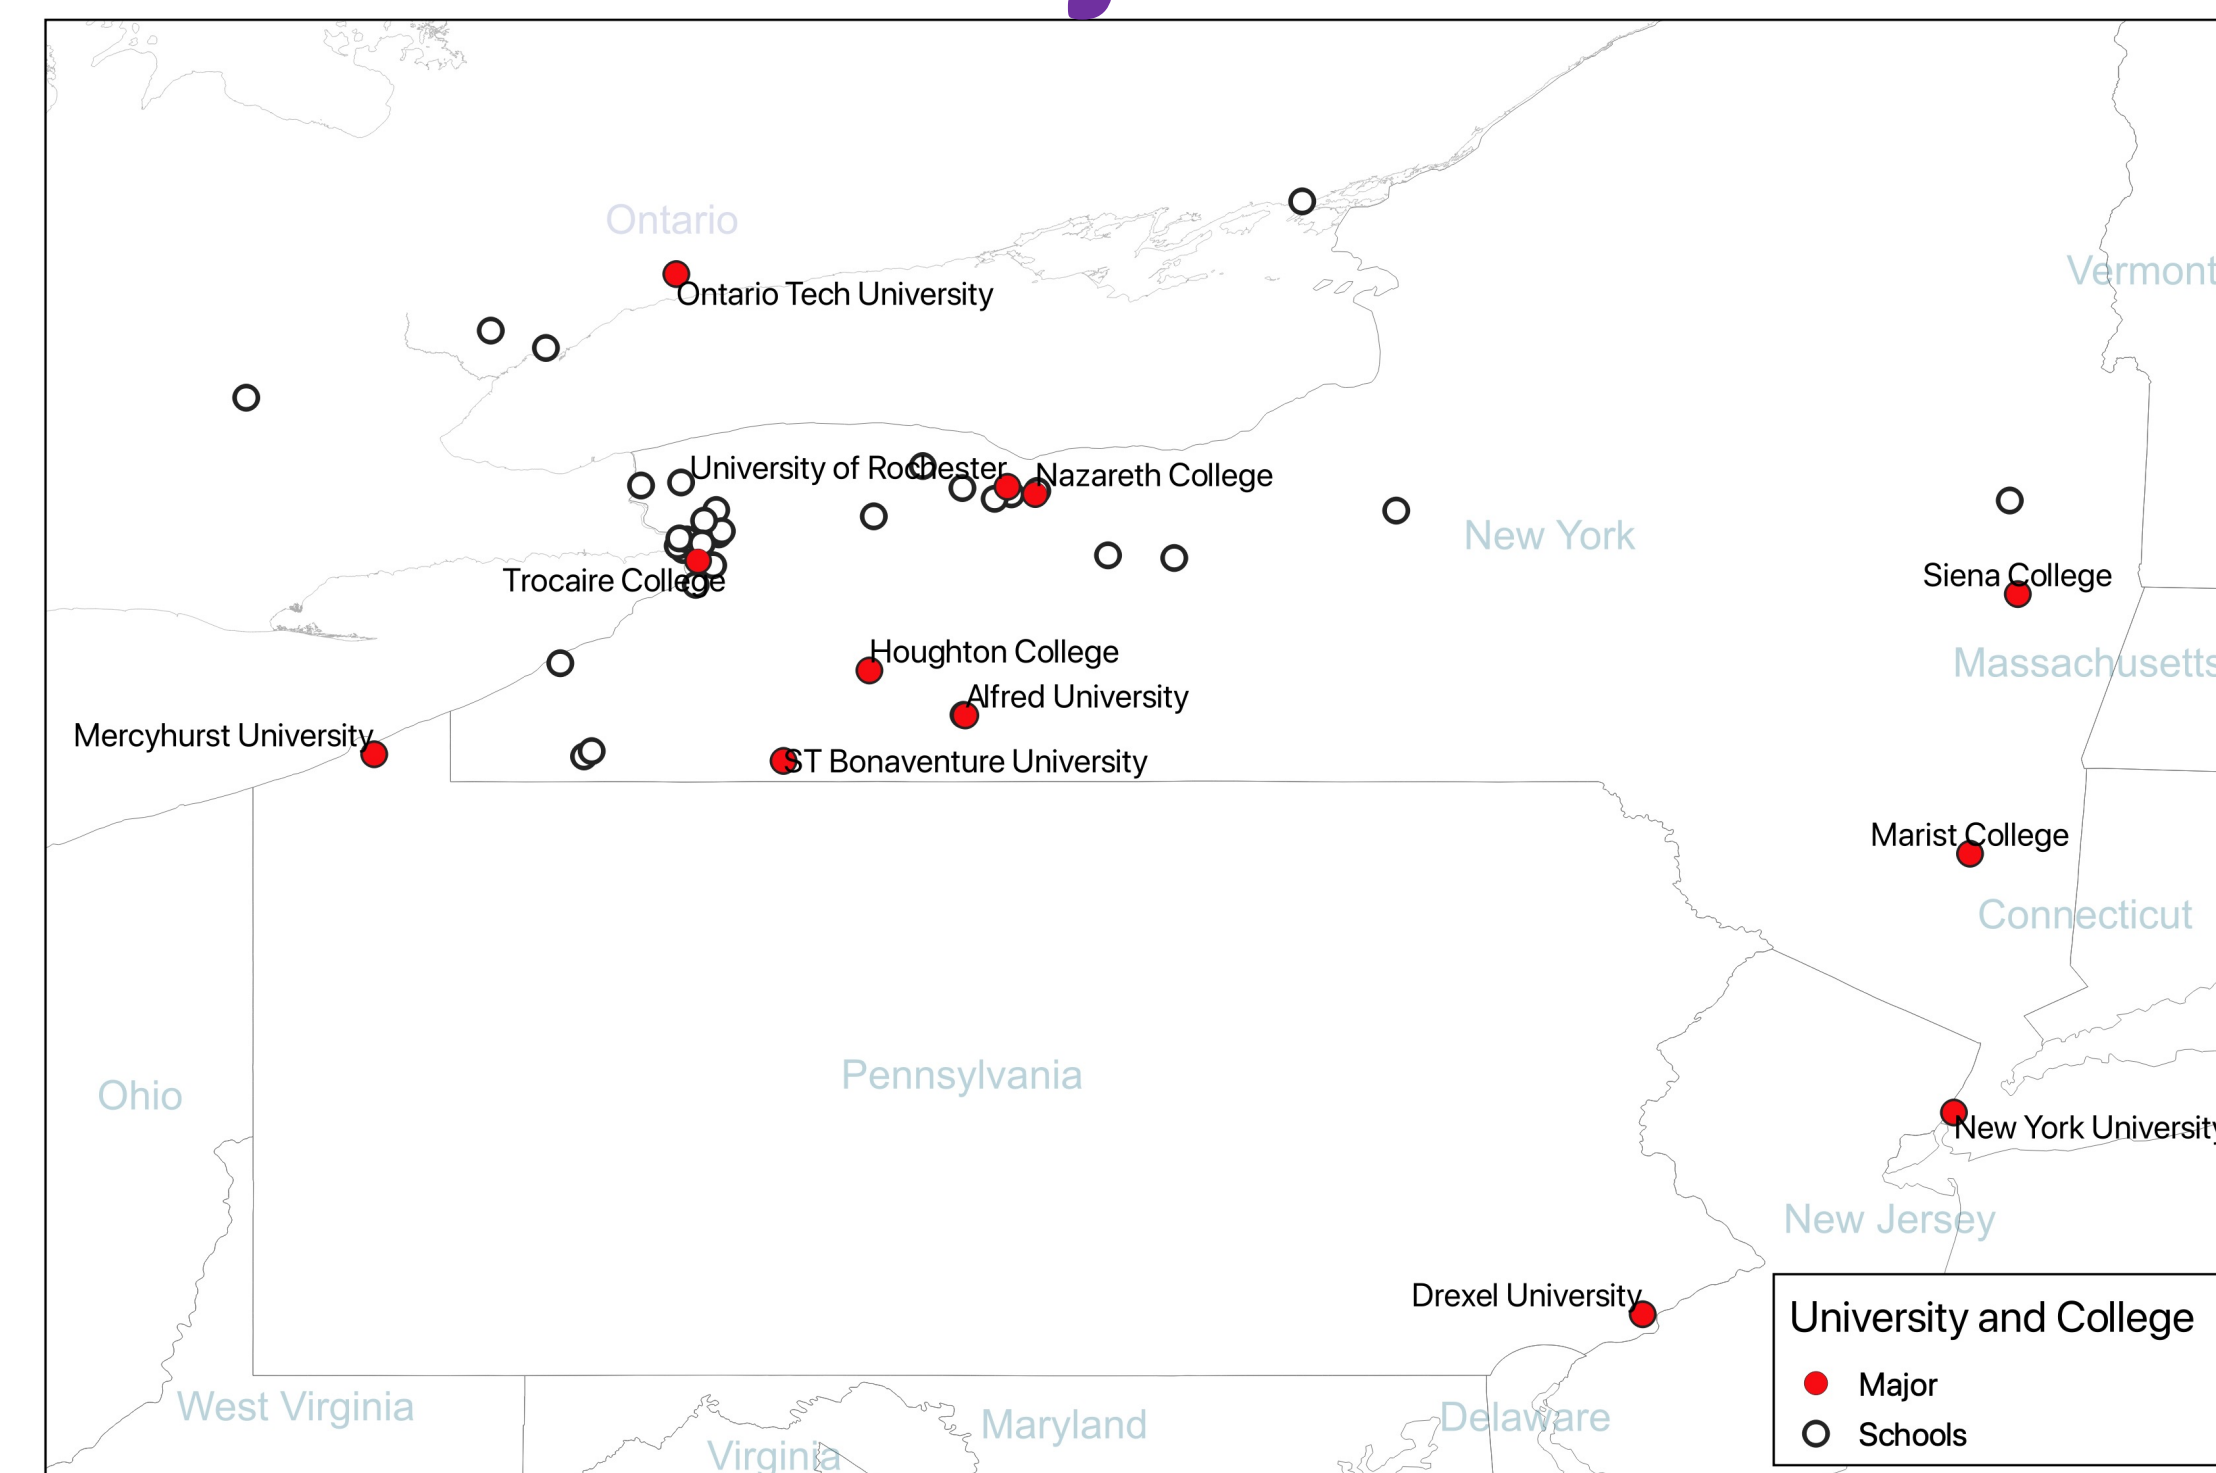 Ontario
Vermont
Ontario Tech University
University of Rochester
Nazareth College
New York
Siena College
Trocaire College
Houghton College
Massachusetts
Alfred University
Mercyhurst University
ST Bonaventure University
Marist College
Connecticut
Pennsylvania
Ohio
New York University
New Jersey
Drexel University
University and College
Major
Schools
West Virginia
Maryland
Delaware
Virginia